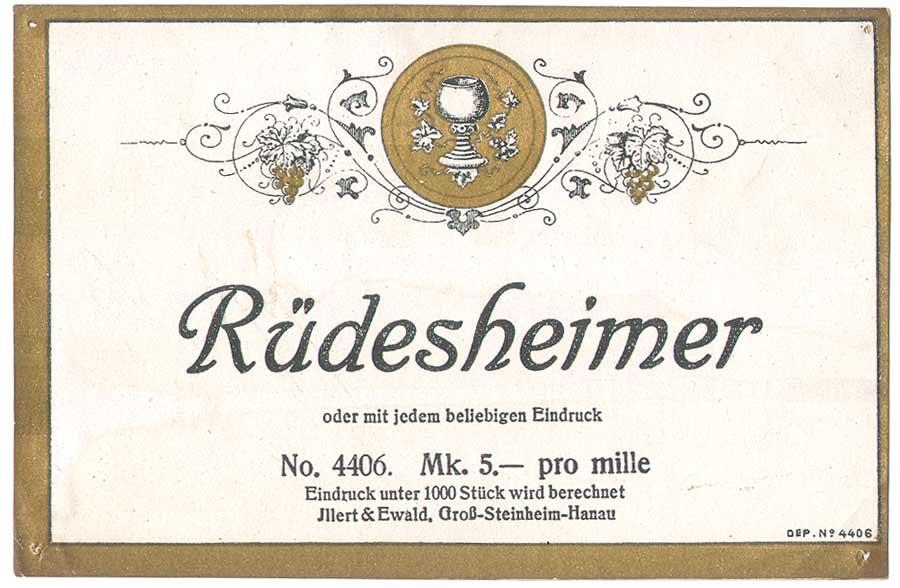 Rüdesheimer
oder mit jedem beliebigen Eindruck
No. 4406. Mk. 5.— pro mille
Eindruck unter 1000 Stück wird berechnet
Jllert & Ewald, Groß-Steinheim-Hanau
DEP. Nº 4406